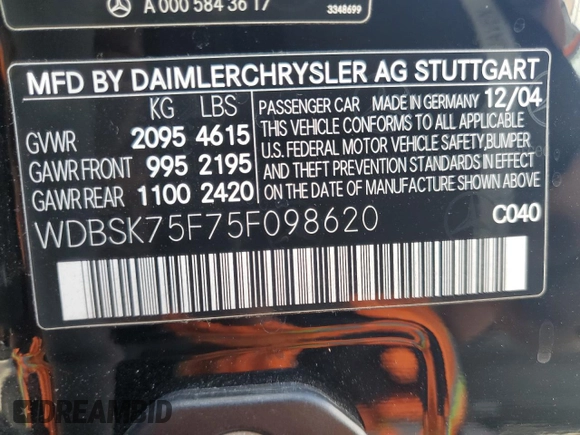 A 000 584 36 17
3348699
MFD BY DAIMLERCHRYSLER AG STUTTGART
KG LBS
GVWR 2095 4615
GAWR FRONT 995 2195
GAWR REAR 1100 2420
PASSENGER CAR MADE IN GERMANY 12/04
THIS VEHICLE CONFORMS TO ALL APPLICABLE
U.S. FEDERAL MOTOR VEHICLE SAFETY, BUMPER
AND THEFT PREVENTION STANDARDS IN EFFECT
ON THE DATE OF MANUFACTURE SHOWN ABOVE.
WDBSK75F75F098620
C040
IDREAMBID